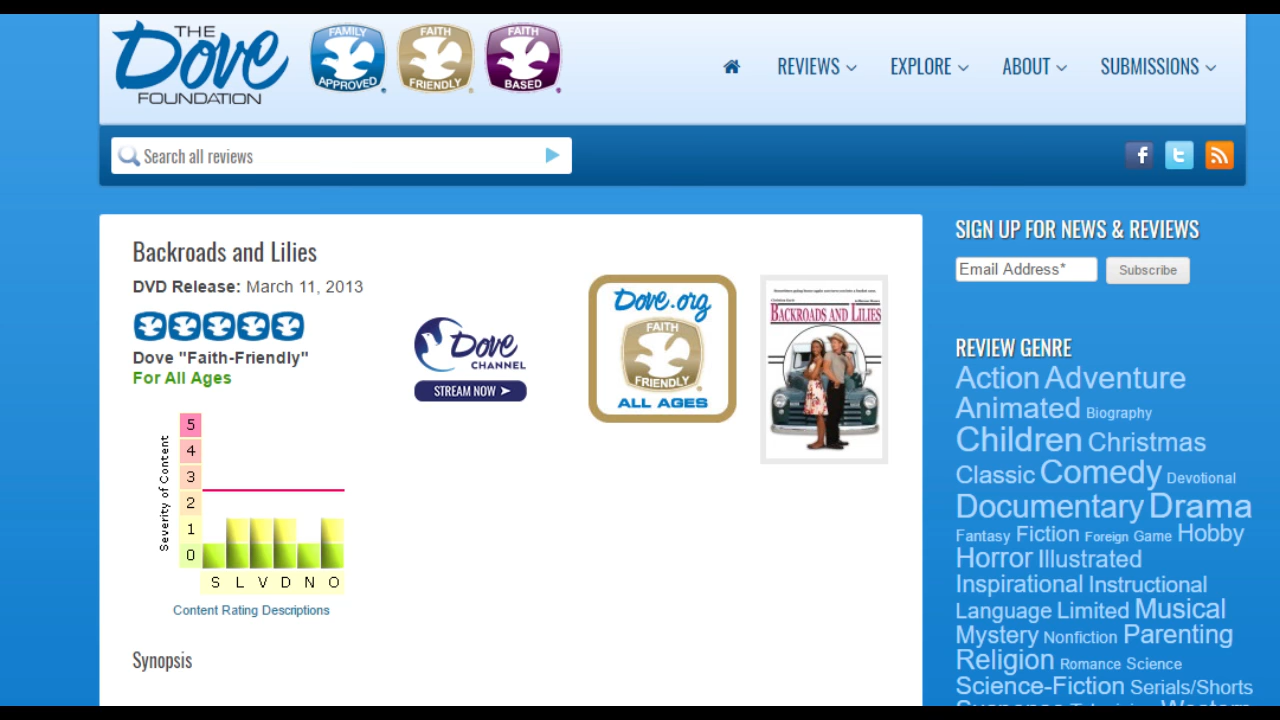 THE
Dove
FOUNDATION
FAMILY
APPROVED
FAITH
FRIENDLY
FAITH
BASED
REVIEWS
EXPLORE
ABOUT
SUBMISSIONS
Search all reviews
Backroads and Lilies
DVD Release: March 11, 2013
Dove "Faith-Friendly"
For All Ages
Dove
CHANNEL
STREAM NOW
Dove.org
FAITH
FRIENDLY
ALL AGES
BACKROADS AND LILIES
Severity of Content
5
4
3
2
1
0
S L V D N O
Content Rating Descriptions
Synopsis
SIGN UP FOR NEWS & REVIEWS
Email Address*
Subscribe
REVIEW GENRE
Action Adventure
Animated Biography
Children Christmas
Classic Comedy Devotional
Documentary Drama
Fantasy Fiction Foreign Game Hobby
Horror Illustrated
Inspirational Instructional
Language Limited Musical
Mystery Nonfiction Parenting
Religion Romance Science
Science-Fiction Serials/Shorts
Suspense Television Western